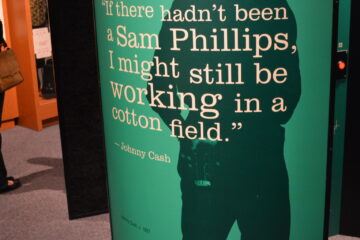 "If there hadn't been
a Sam Phillips,
I might still be
working in a
cotton field."
— Johnny Cash